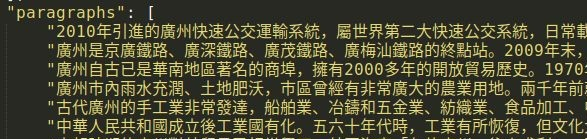 "paragraphs": [
"2010年引進的廣州快速公交運輸系統，屬世界第二大快速公交系統，日常載
"廣州是京廣鐵路、廣深鐵路、廣茂鐵路、廣梅汕鐵路的終點站。2009年末，
"廣州自古已是華南地區著名的商埠，擁有2000多年的開放貿易歷史。1970
"廣州市內雨水充潤、土地肥沃，市區曾經有非常廣大的農業用地。兩千年前
"古代廣州的手工業非常發達，船舶業、冶鑄和五金業、紡織業、食品加工、
"中華人民共和國成立後工業國有化。五六十年代時，工業有所恢復，但文化